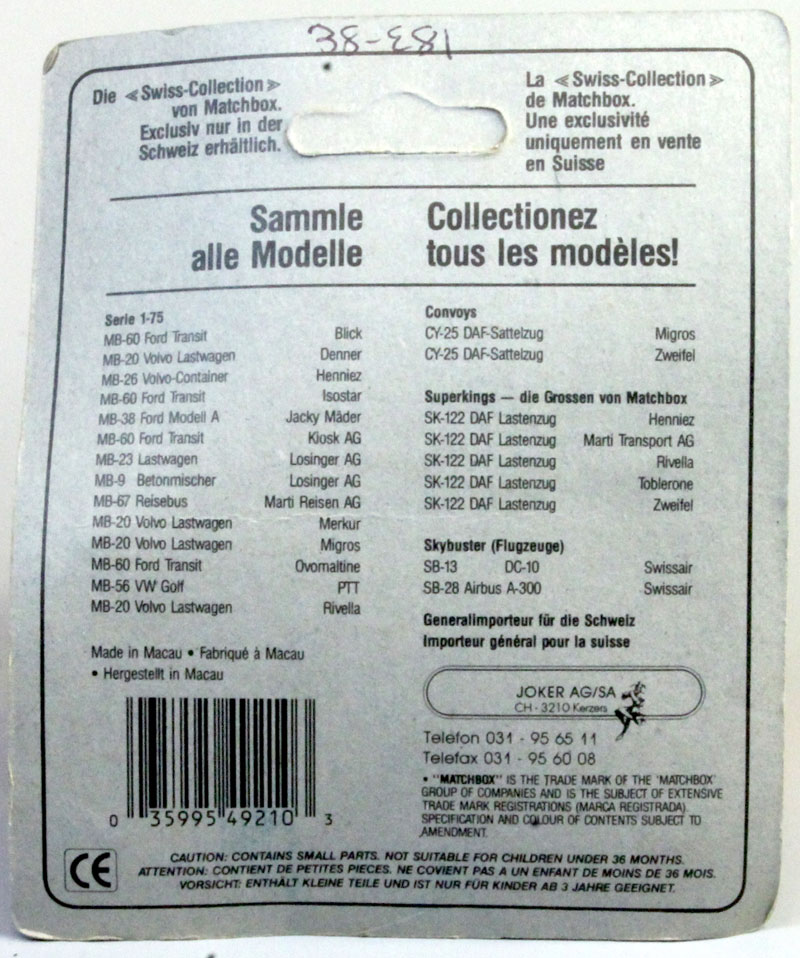 38-E81
Die «Swiss-Collection»
von Matchbox.
Exclusiv nur in der
Schweiz erhältlich.
La «Swiss-Collection»
de Matchbox.
Une exclusivité
uniquement en vente
en Suisse
Sammle
alle Modelle
Collectionez
tous les modèles!
Serie 1-75
MB-60 Ford Transit Blick
MB-20 Volvo Lastwagen Denner
MB-26 Volvo-Container Henniez
MB-60 Ford Transit Isostar
MB-38 Ford Modell A Jacky Mäder
MB-60 Ford Transit Kiosk AG
MB-23 Lastwagen Losinger AG
MB-9 Betonmischer Losinger AG
MB-67 Reisebus Marti Reisen AG
MB-20 Volvo Lastwagen Merkur
MB-20 Volvo Lastwagen Migros
MB-60 Ford Transit Ovomaltine
MB-56 VW Golf PTT
MB-20 Volvo Lastwagen Rivella
Made in Macau • Fabriqué à Macau
• Hergestellt in Macau
0 35995 49210 3
Convoys
CY-25 DAF-Sattelzug Migros
CY-25 DAF-Sattelzug Zweifel
Superkings — die Grossen von Matchbox
SK-122 DAF Lastenzug Henniez
SK-122 DAF Lastenzug Marti Transport AG
SK-122 DAF Lastenzug Rivella
SK-122 DAF Lastenzug Toblerone
SK-122 DAF Lastenzug Zweifel
Skybuster (Flugzeuge)
SB-13 DC-10 Swissair
SB-28 Airbus A-300 Swissair
Generalimporteur für die Schweiz
Importeur général pour la suisse
JOKER AG/SA
CH - 3210 Kerzers
Telefon 031 - 95 65 11
Telefax 031 - 95 60 08
• "MATCHBOX" IS THE TRADE MARK OF THE 'MATCHBOX'
GROUP OF COMPANIES AND IS THE SUBJECT OF EXTENSIVE
TRADE MARK REGISTRATIONS (MARCA REGISTRADA).
SPECIFICATION AND COLOUR OF CONTENTS SUBJECT TO
AMENDMENT.
CE
CAUTION: CONTAINS SMALL PARTS. NOT SUITABLE FOR CHILDREN UNDER 36 MONTHS.
ATTENTION: CONTIENT DE PETITES PIECES. NE COVIENT PAS A UN ENFANT DE MOINS DE 36 MOIS.
VORSICHT: ENTHÄLT KLEINE TEILE UND IST NUR FÜR KINDER AB 3 JAHRE GEEIGNET.